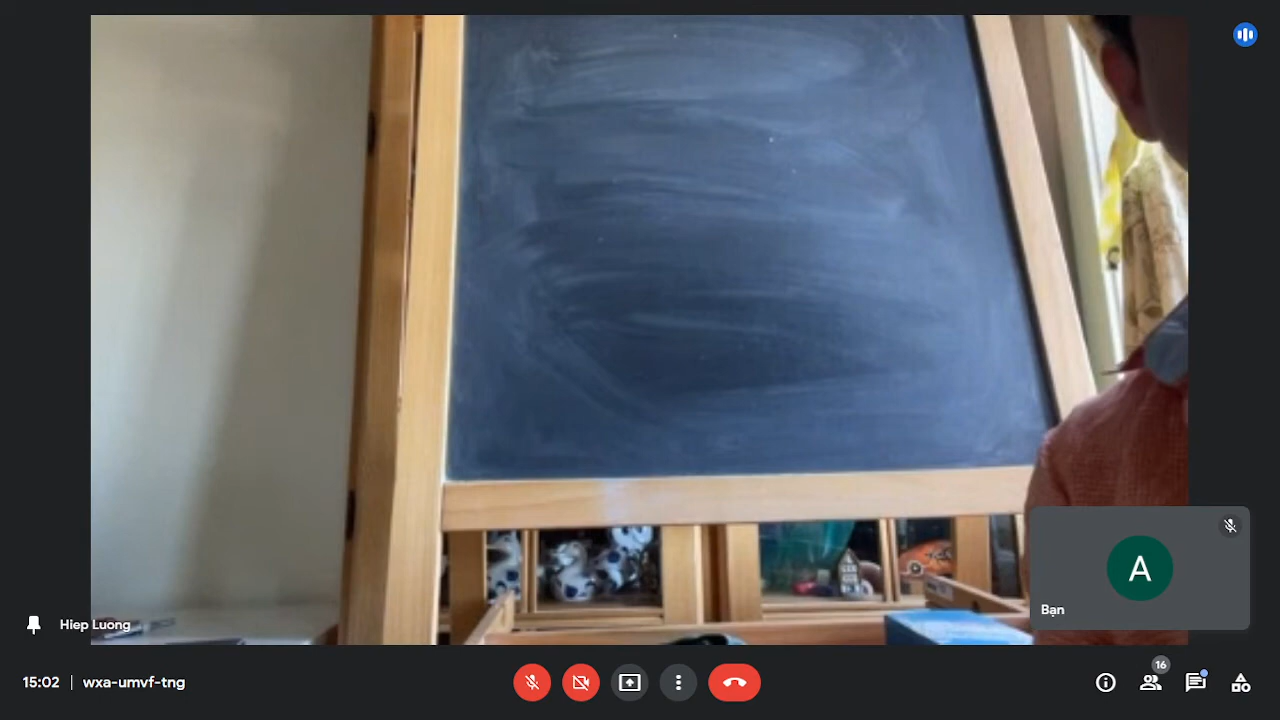 Bạn
Hiep Luong
15:02 | wxa-umvf-tng
16
A